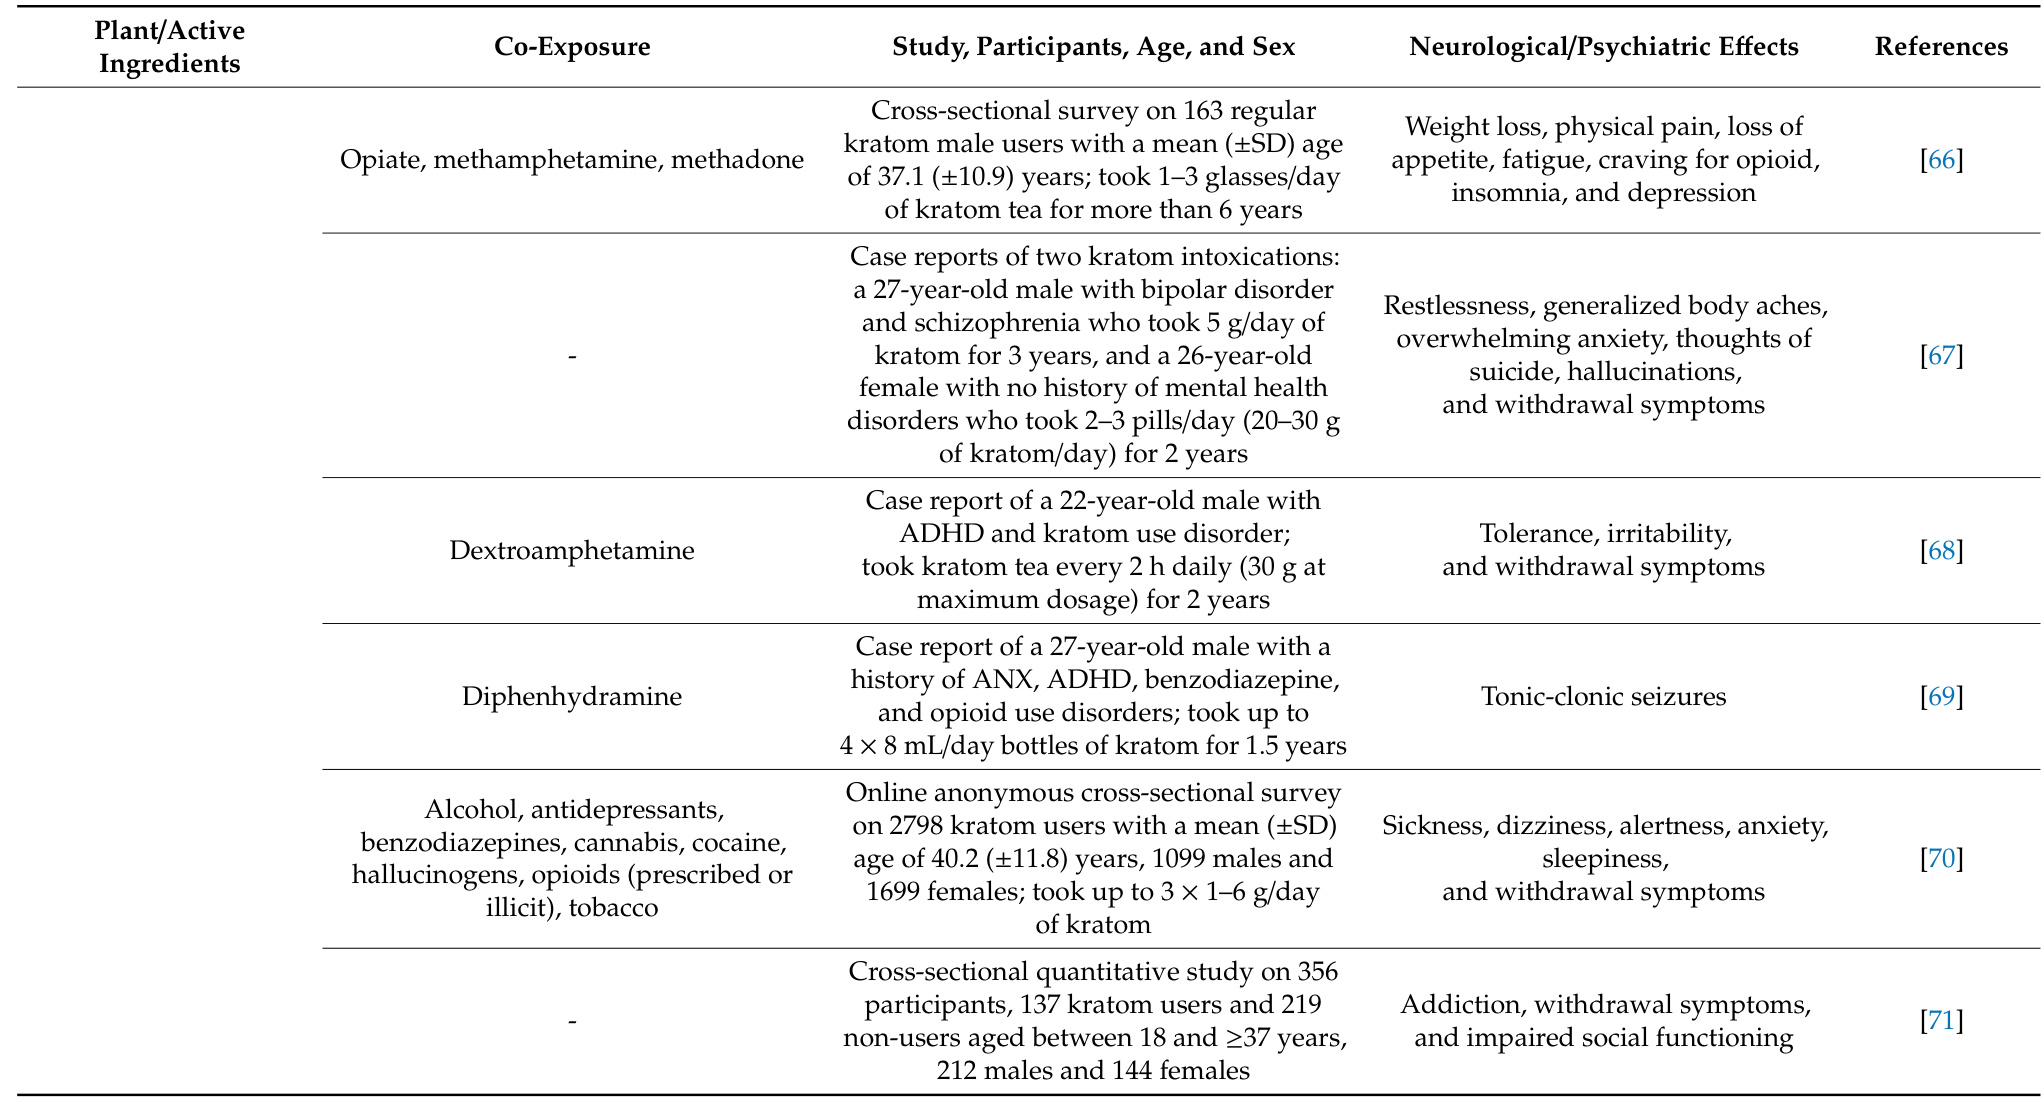 Plant/Active
Ingredients
Co-Exposure
Study, Participants, Age, and Sex
Neurological/Psychiatric Effects
References
Opiate, methamphetamine, methadone
Cross-sectional survey on 163 regular
kratom male users with a mean (±SD) age
of 37.1 (±10.9) years; took 1–3 glasses/day
of kratom tea for more than 6 years
Weight loss, physical pain, loss of
appetite, fatigue, craving for opioid,
insomnia, and depression
[66]
-
Case reports of two kratom intoxications:
a 27-year-old male with bipolar disorder
and schizophrenia who took 5 g/day of
kratom for 3 years, and a 26-year-old
female with no history of mental health
disorders who took 2–3 pills/day (20–30 g
of kratom/day) for 2 years
Restlessness, generalized body aches,
overwhelming anxiety, thoughts of
suicide, hallucinations,
and withdrawal symptoms
[67]
Dextroamphetamine
Case report of a 22-year-old male with
ADHD and kratom use disorder;
took kratom tea every 2 h daily (30 g at
maximum dosage) for 2 years
Tolerance, irritability,
and withdrawal symptoms
[68]
Diphenhydramine
Case report of a 27-year-old male with a
history of ANX, ADHD, benzodiazepine,
and opioid use disorders; took up to
4 × 8 mL/day bottles of kratom for 1.5 years
Tonic-clonic seizures
[69]
Alcohol, antidepressants,
benzodiazepines, cannabis, cocaine,
hallucinogens, opioids (prescribed or
illicit), tobacco
Online anonymous cross-sectional survey
on 2798 kratom users with a mean (±SD)
age of 40.2 (±11.8) years, 1099 males and
1699 females; took up to 3 × 1–6 g/day
of kratom
Sickness, dizziness, alertness, anxiety,
sleepiness,
and withdrawal symptoms
[70]
-
Cross-sectional quantitative study on 356
participants, 137 kratom users and 219
non-users aged between 18 and ≥37 years,
212 males and 144 females
Addiction, withdrawal symptoms,
and impaired social functioning
[71]